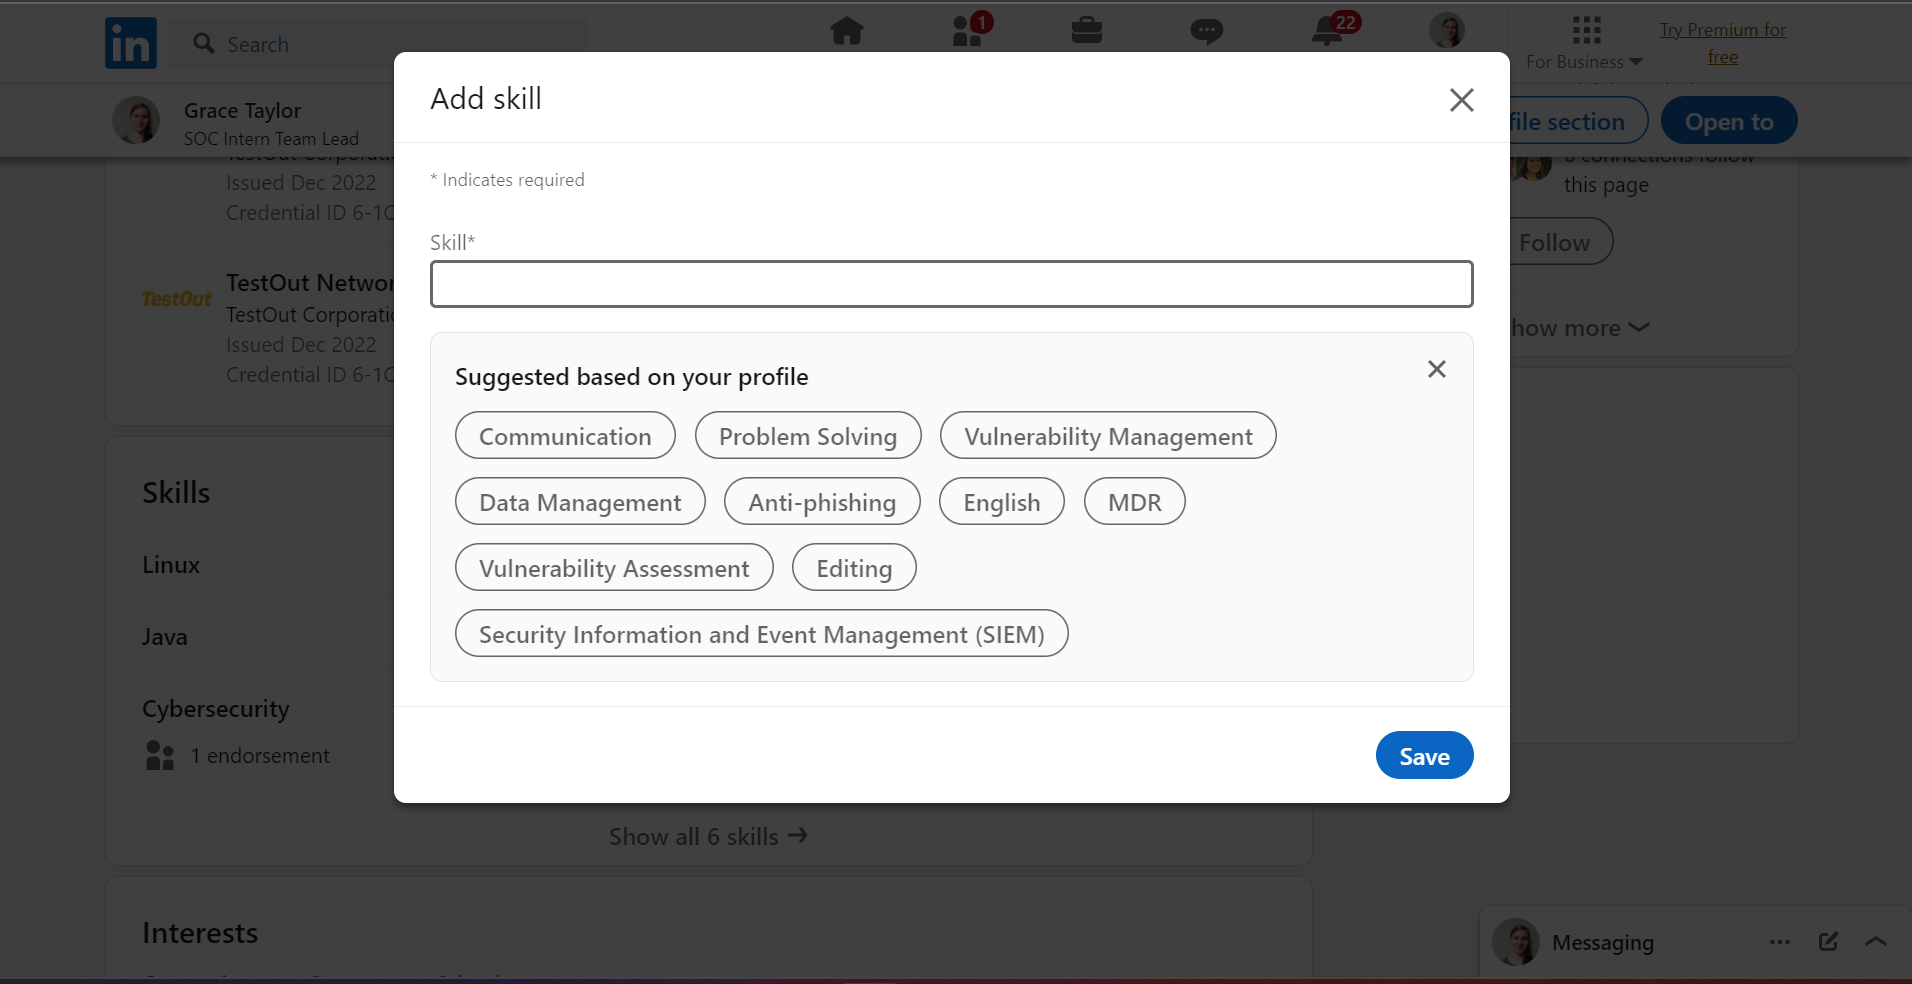 in
Search
1
22
For Business
Try Premium for
free
Grace Taylor
SOC Intern Team Lead
file section
Open to
TestOut Corporati
Issued Dec 2022
Credential ID 6-1C
TestOut
TestOut Networ
TestOut Corporati
Issued Dec 2022
Credential ID 6-1C
connections follow
this page
Follow
how more
Add skill
* Indicates required
Skill*
Suggested based on your profile
Communication
Problem Solving
Vulnerability Management
Data Management
Anti-phishing
English
MDR
Vulnerability Assessment
Editing
Security Information and Event Management (SIEM)
Save
Skills
Linux
Java
Cybersecurity
1 endorsement
Show all 6 skills
Interests
Messaging